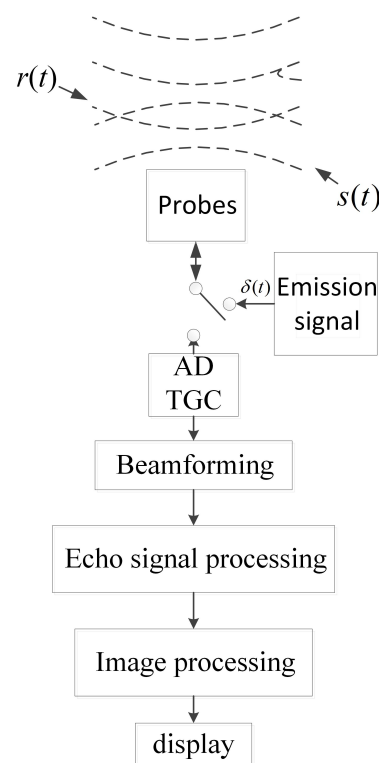 r(t)
s(t)
Probes
δ(t)
Emission
signal
AD
TGC
Beamforming
Echo signal processing
Image processing
display